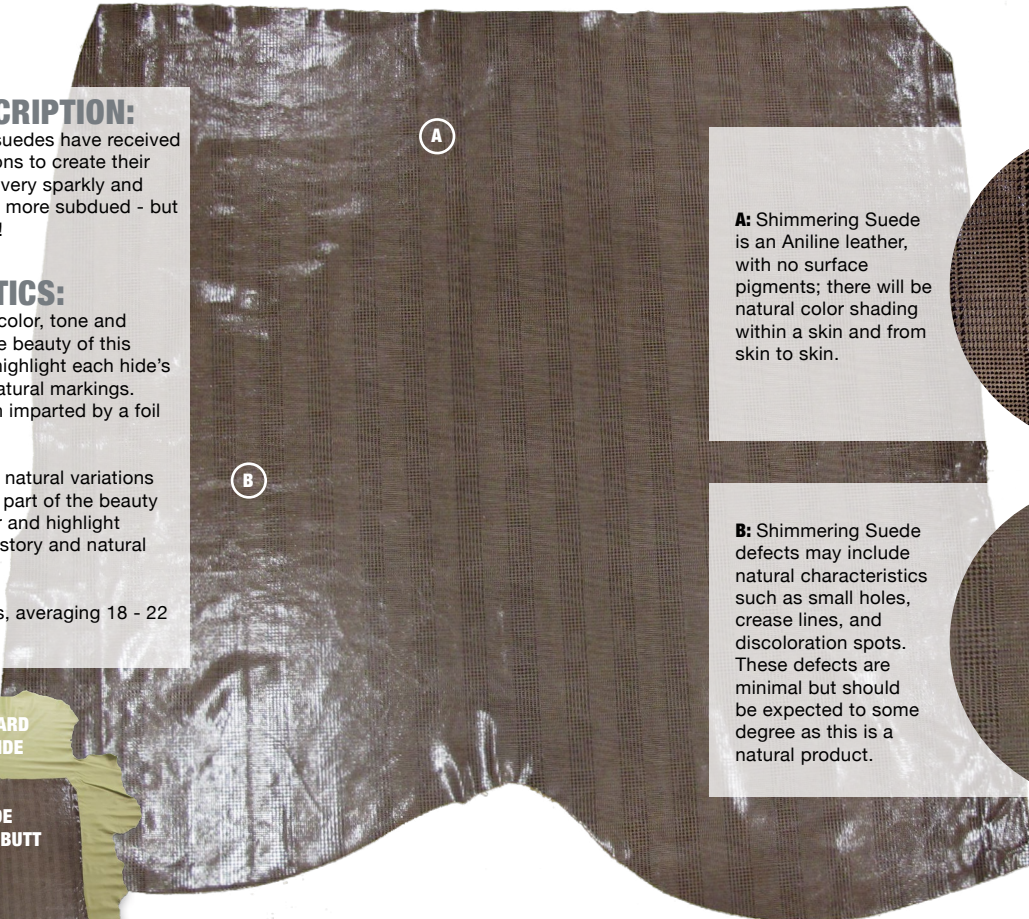 CRIPTION:
suedes have received
ons to create their
very sparkly and
more subdued - but
!
TICS:
color, tone and
e beauty of this
highlight each hide's
atural markings.
n imparted by a foil
natural variations
part of the beauty
r and highlight
story and natural
s, averaging 18 - 22
ARD
IDE
DE
BUTT
A
B
A: Shimmering Suede
is an Aniline leather,
with no surface
pigments; there will be
natural color shading
within a skin and from
skin to skin.
B: Shimmering Suede
defects may include
natural characteristics
such as small holes,
crease lines, and
discoloration spots.
These defects are
minimal but should
be expected to some
degree as this is a
natural product.